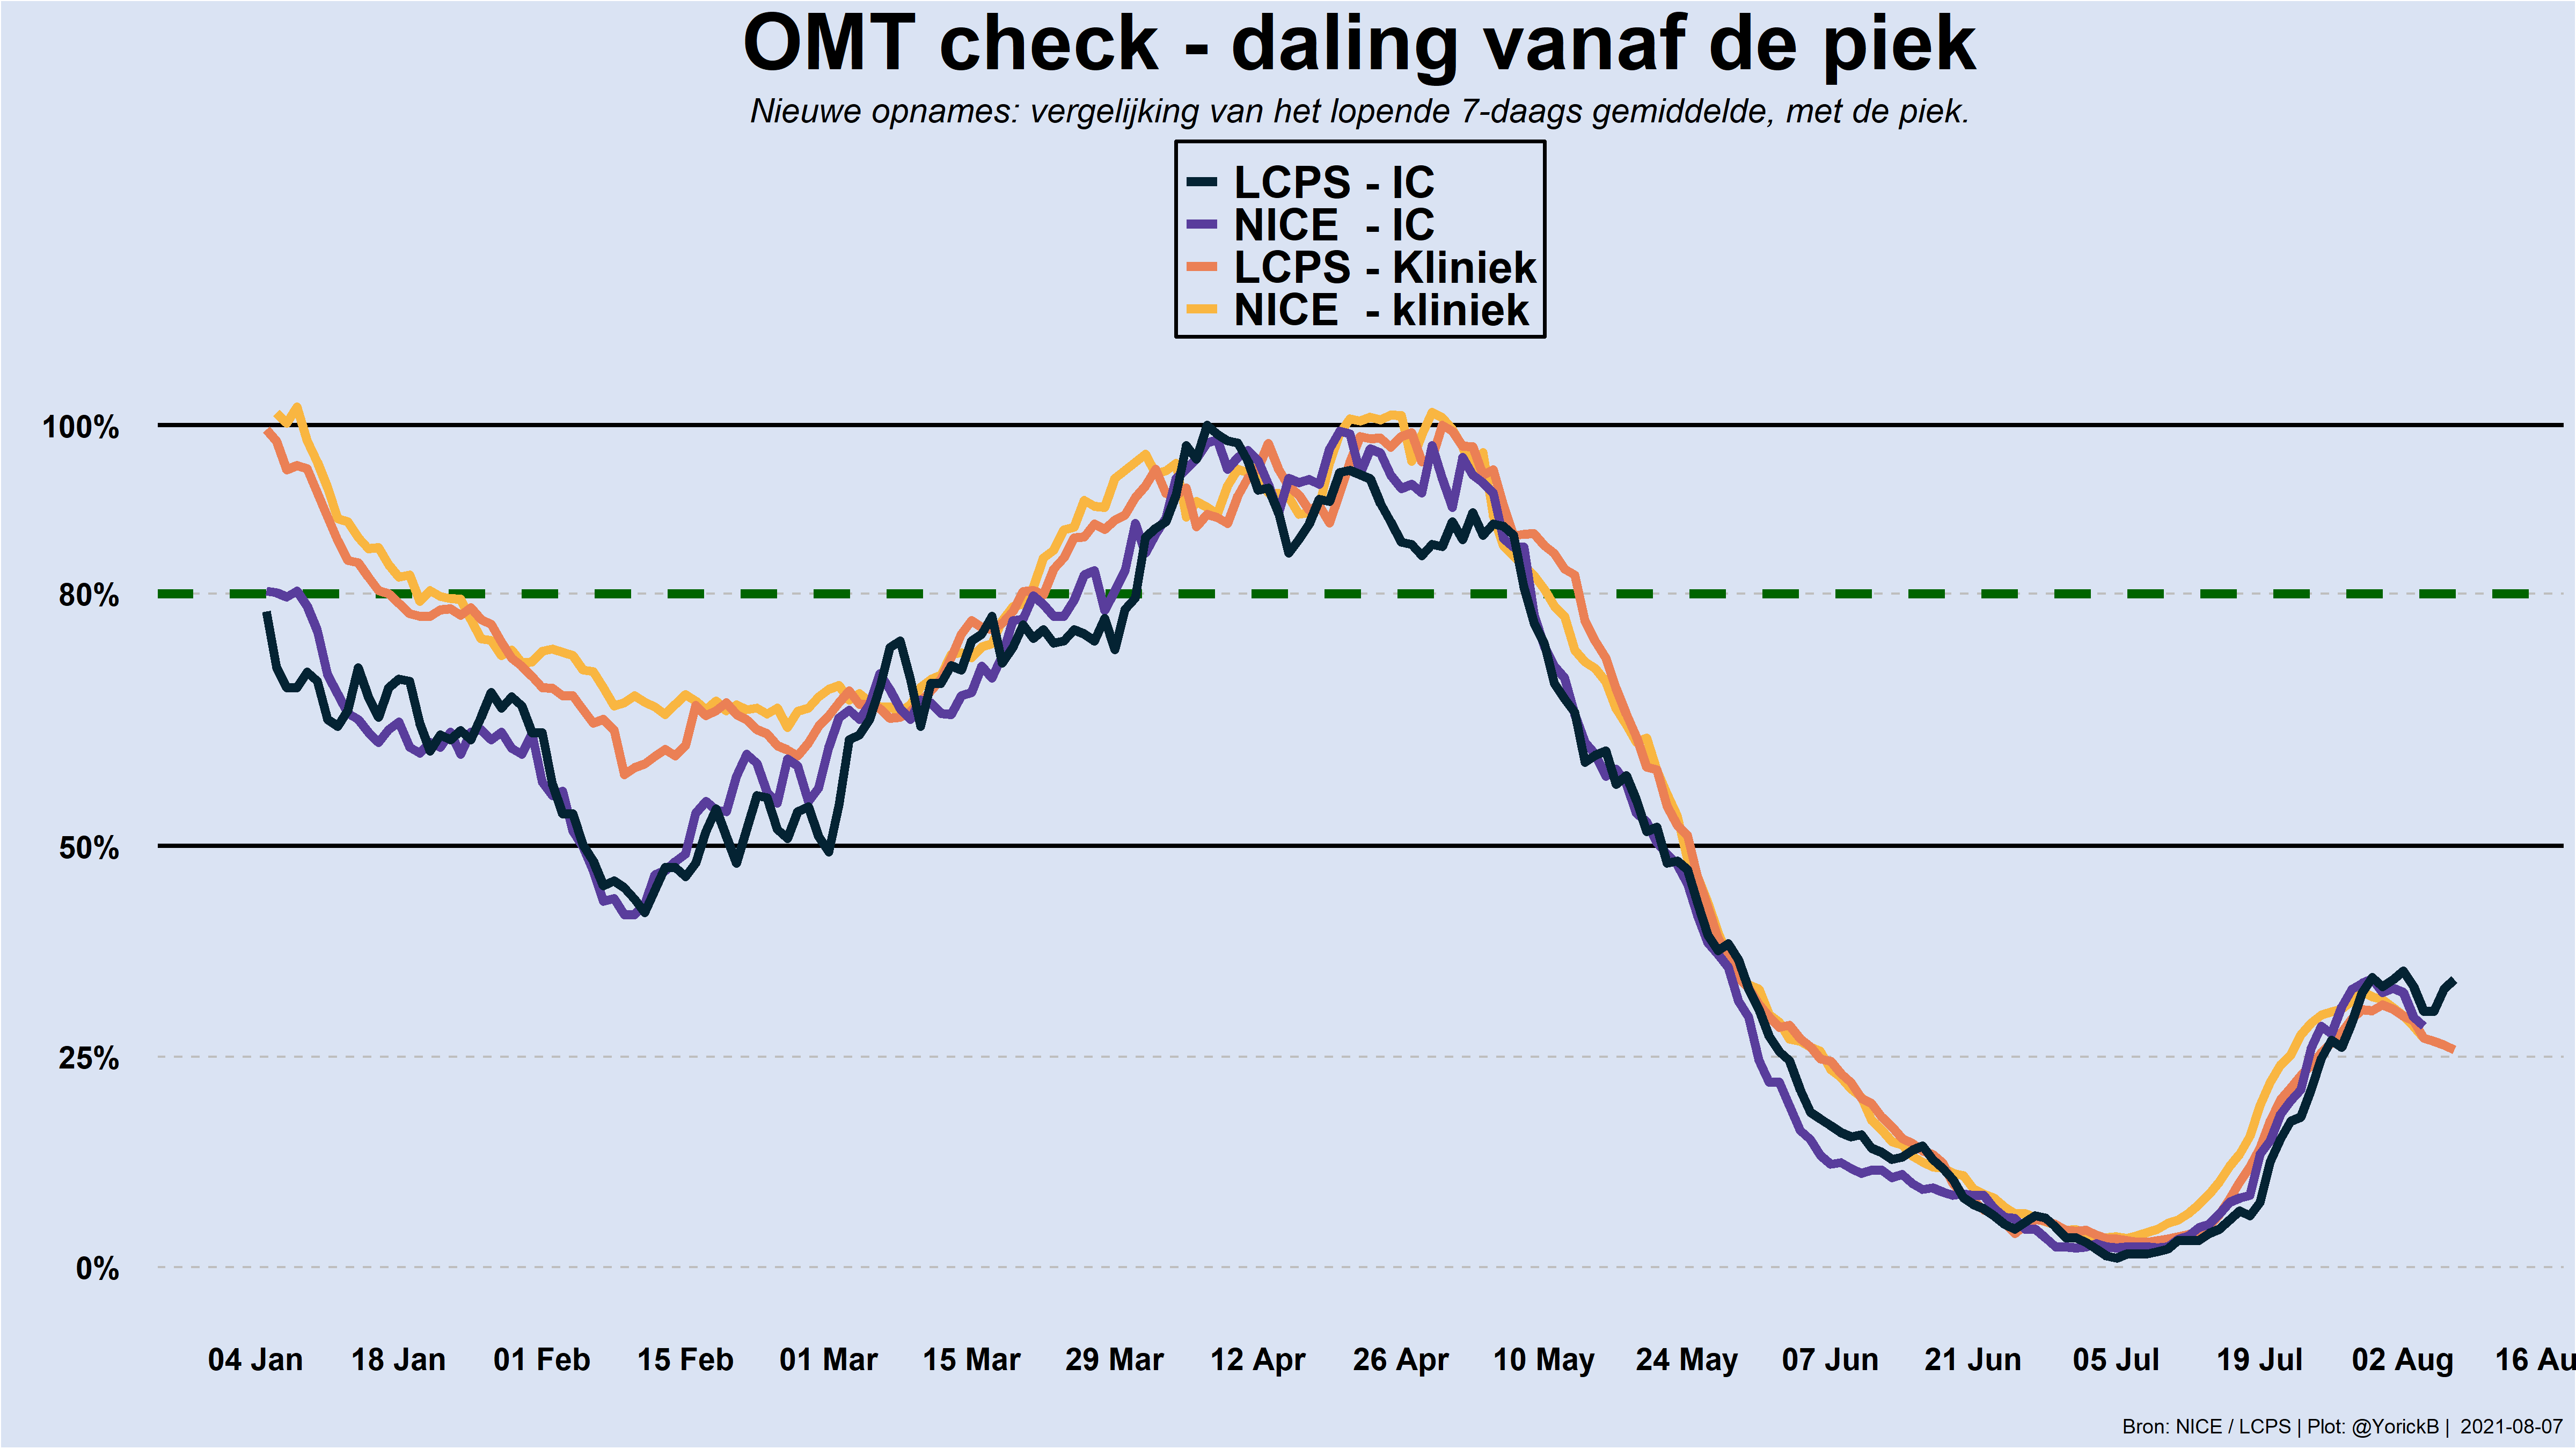 OMT check - daling vanaf de piek
Nieuwe opnames: vergelijking van het lopende 7-daags gemiddelde, met de piek.
LCPS - IC
NICE - IC
LCPS - Kliniek
NICE - kliniek
100%
80%
50%
25%
0%
04 Jan 18 Jan 01 Feb 15 Feb 01 Mar 15 Mar 29 Mar 12 Apr 26 Apr 10 May 24 May 07 Jun 21 Jun 05 Jul 19 Jul 02 Aug 16 Au
Bron: NICE / LCPS | Plot: @YorickB | 2021-08-07